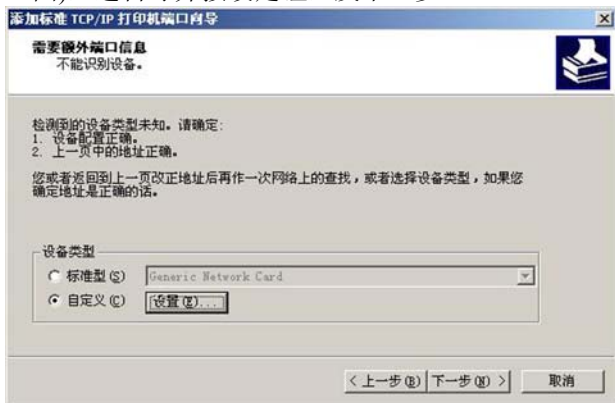 添加标准 TCP/IP 打印机端口向导
需要额外端口信息
不能识别设备。
检测到的设备类型未知。请确定:
1. 设备配置正确。
2. 上一页中的地址正确。
您或者返回到上一页改正地址后再作一次网络上的查找，或者选择设备类型，如果您
确定地址是正确的话。
设备类型
标准型(S) Generic Network Card
自定义(C) 设置(E)...
< 上一步(B) 下一步(N) > 取消